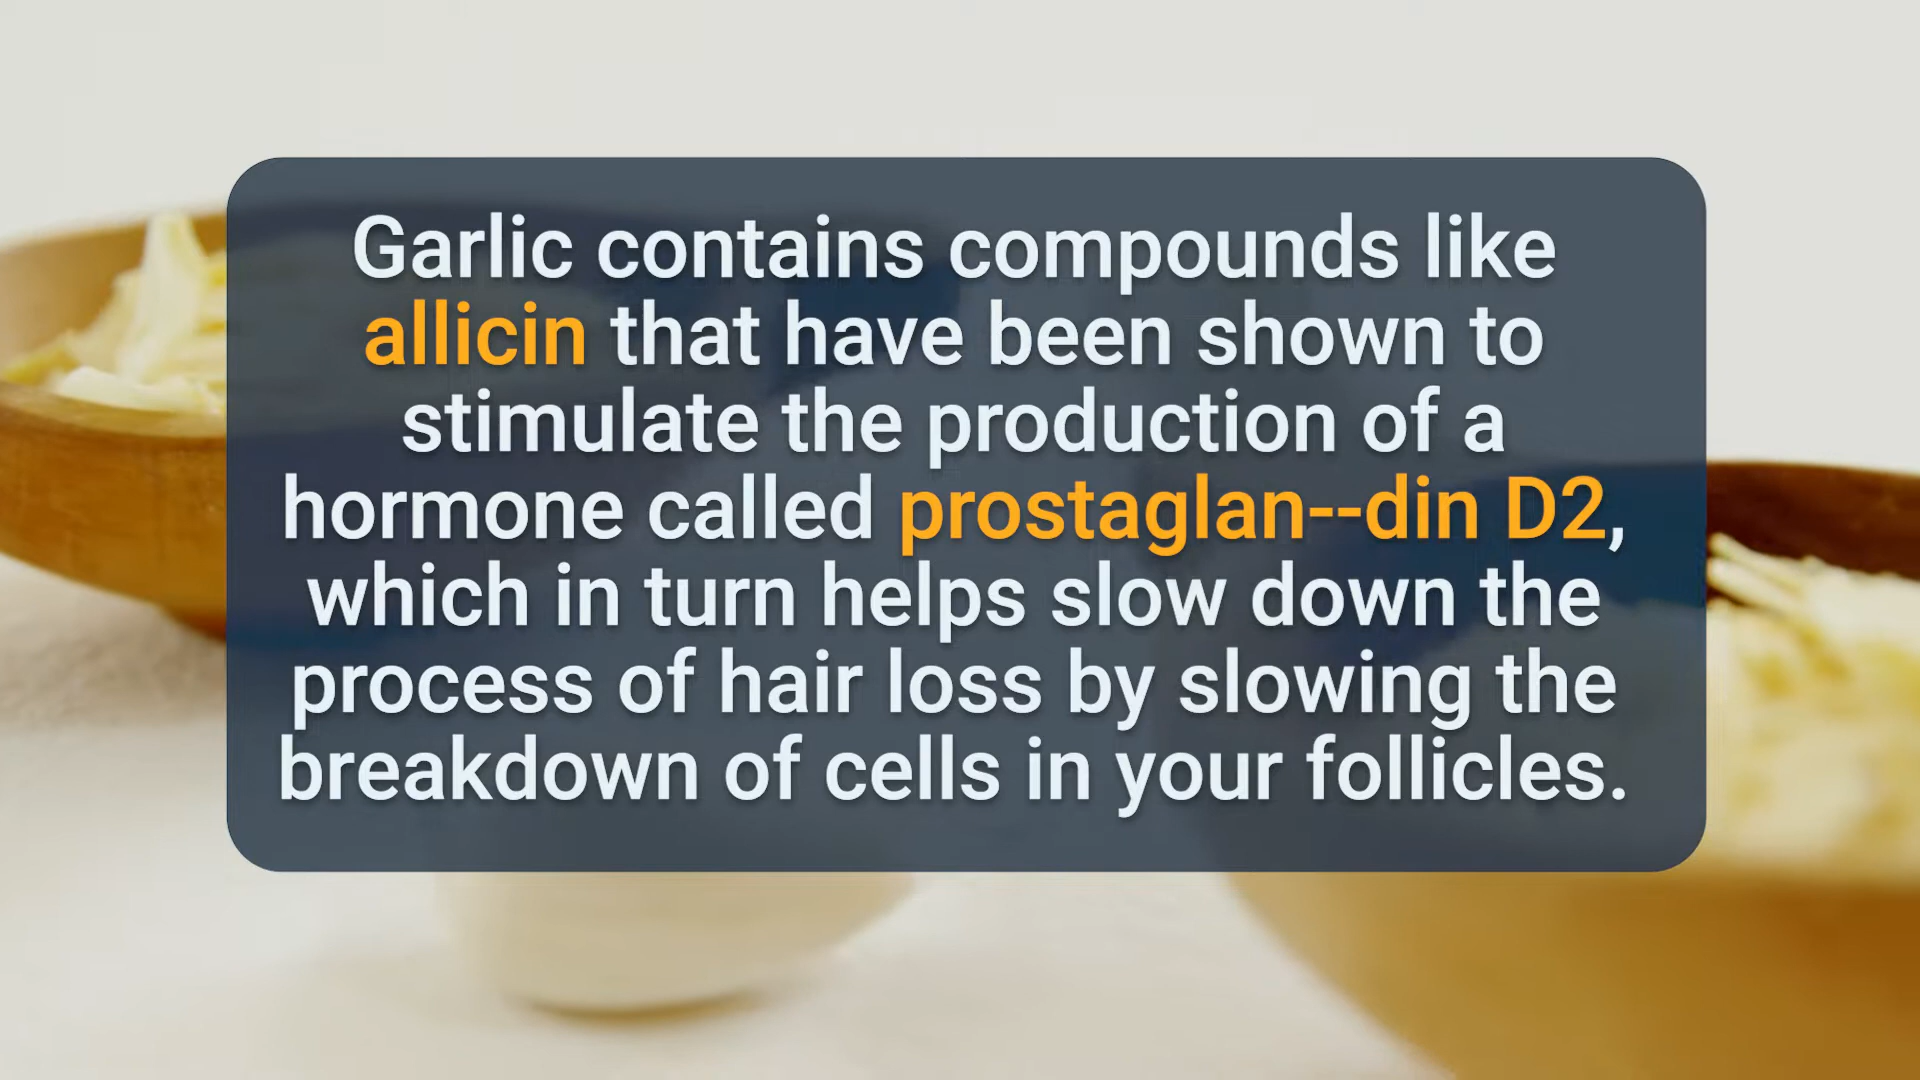 Garlic contains compounds like
allicin that have been shown to
stimulate the production of a
hormone called prostaglan--din D2,
which in turn helps slow down the
process of hair loss by slowing the
breakdown of cells in your follicles.